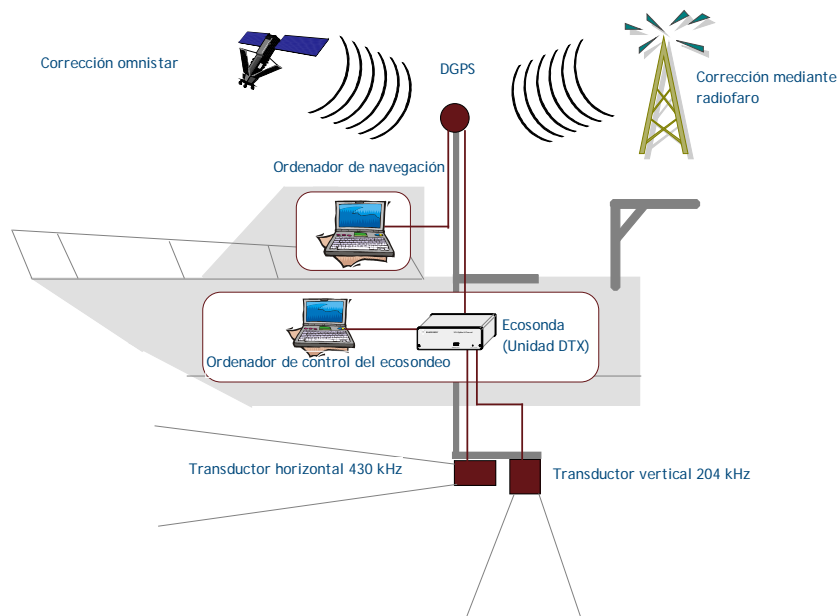 Corrección omnistar
DGPS
Corrección mediante
radiofaro
Ordenador de navegación
Ecosonda
(Unidad DTX)
Ordenador de control del ecosondeo
Transductor horizontal 430 kHz
Transductor vertical 204 kHz